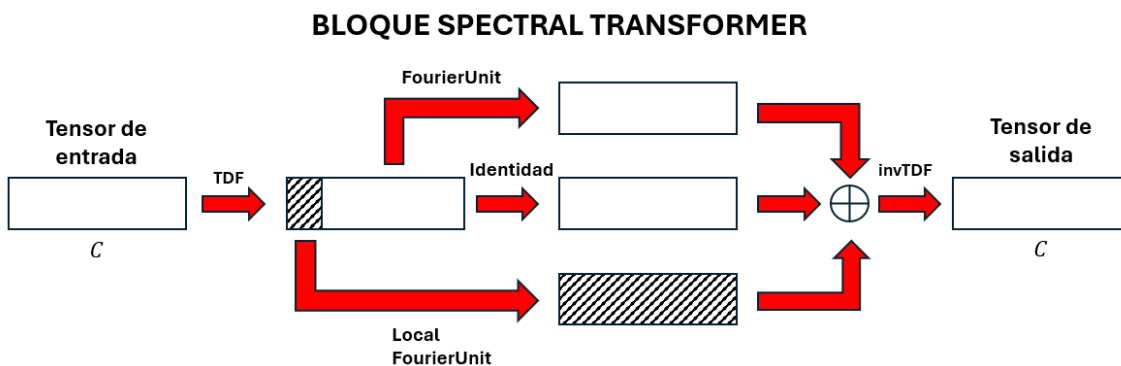 BLOQUE SPECTRAL TRANSFORMER
FourierUnit
Tensor de
entrada
Tensor de
salida
TDF
Identidad
invTDF
C
C
Local
FourierUnit